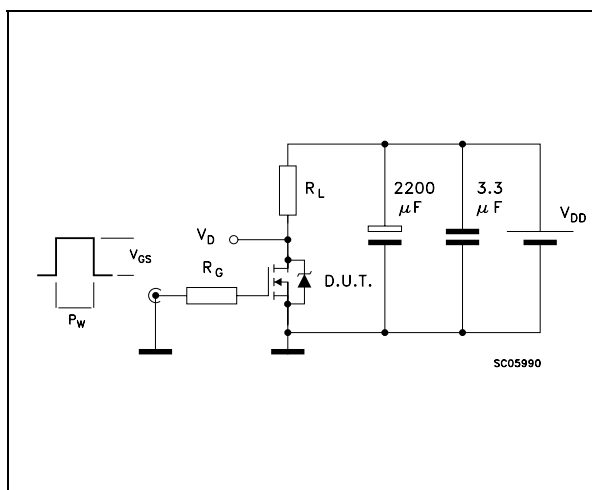 R_L
2200
μF
3.3
μF
V_DD
V_D
V_GS
R_G
D.U.T.
P_W
SC05990